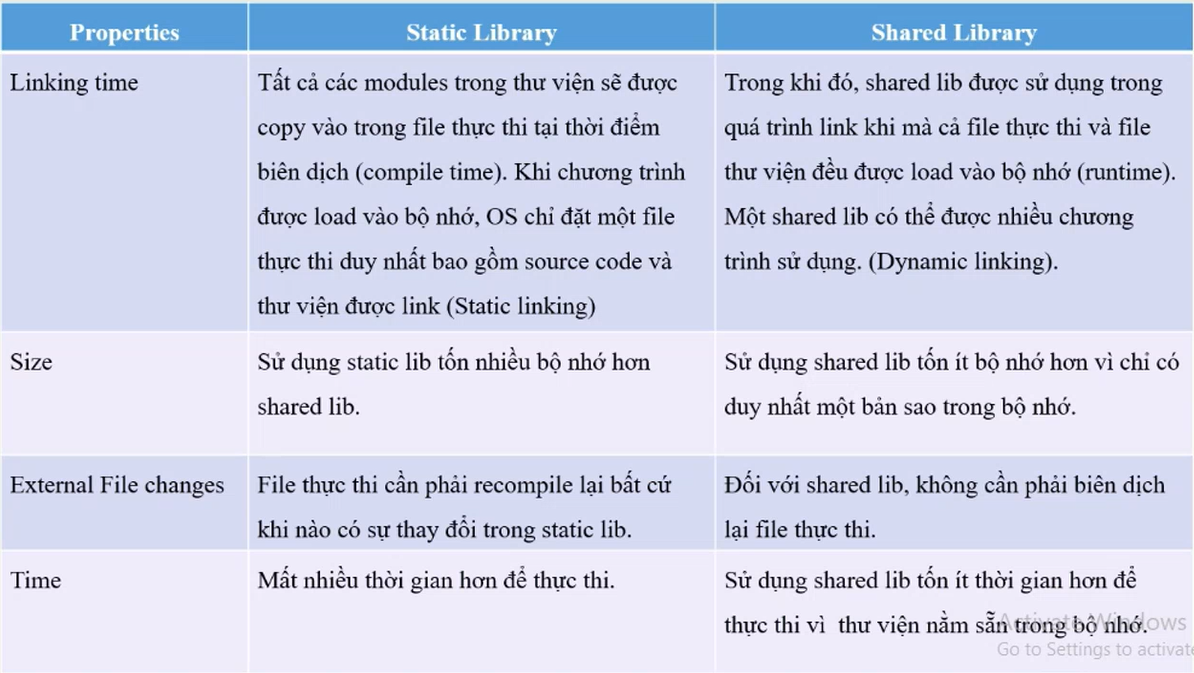 Properties
Static Library
Shared Library
Linking time
Tất cả các modules trong thư viện sẽ được
copy vào trong file thực thi tại thời điểm
biên dịch (compile time). Khi chương trình
được load vào bộ nhớ, OS chỉ đặt một file
thực thi duy nhất bao gồm source code và
thư viện được link (Static linking)
Trong khi đó, shared lib được sử dụng trong
quá trình link khi mà cả file thực thi và file
thư viện đều được load vào bộ nhớ (runtime).
Một shared lib có thể được nhiều chương
trình sử dụng. (Dynamic linking).
Size
Sử dụng static lib tốn nhiều bộ nhớ hơn
shared lib.
Sử dụng shared lib tốn ít bộ nhớ hơn vì chỉ có
duy nhất một bản sao trong bộ nhớ.
External File changes
File thực thi cần phải recompile lại bất cứ
khi nào có sự thay đổi trong static lib.
Đối với shared lib, không cần phải biên dịch
lại file thực thi.
Time
Mất nhiều thời gian hơn để thực thi.
Sử dụng shared lib tốn ít thời gian hơn để
thực thi vì thư viện nằm sẵn trong bộ nhớ.
Activate Windows
Go to Settings to activate